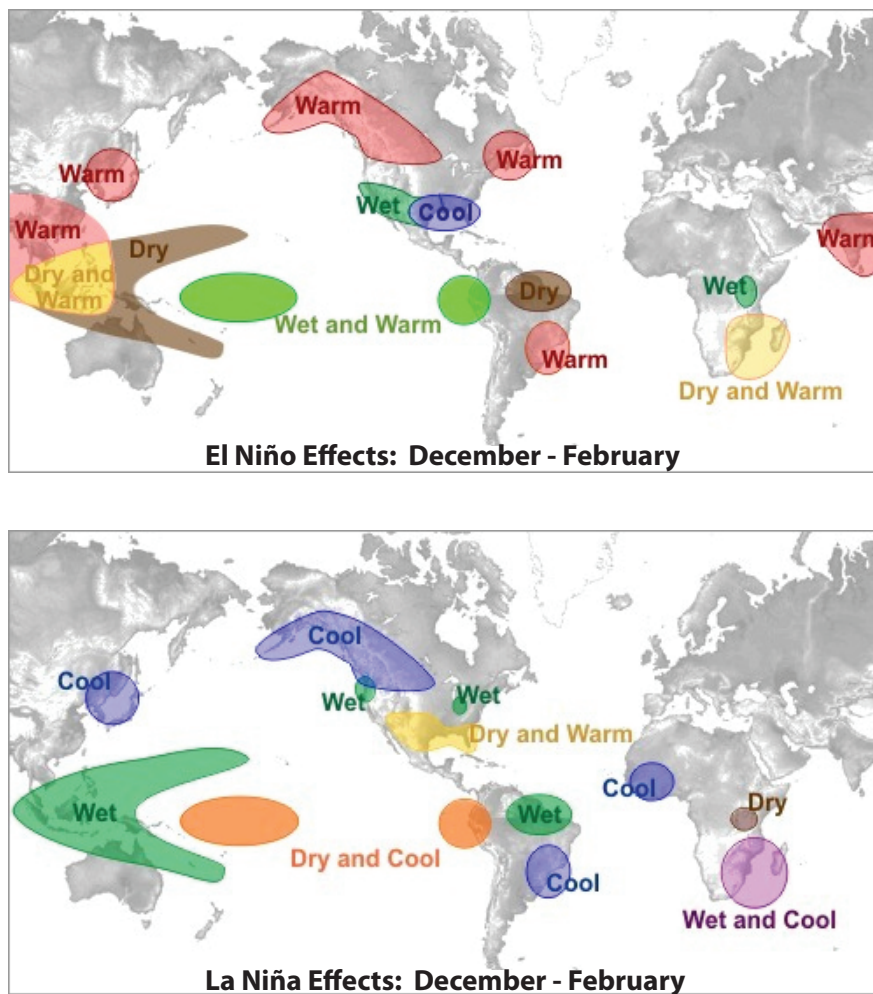 Warm
Warm
Warm
Wet
Cool
Warm
Dry
Warm
Dry and
Warm
Wet
Dry
Wet and Warm
Warm
Dry and Warm
El Niño Effects: December - February
Cool
Cool
Wet
Wet
Dry and Warm
Cool
Wet
Wet
Dry
Dry and Cool
Cool
Wet and Cool
La Niña Effects: December - February